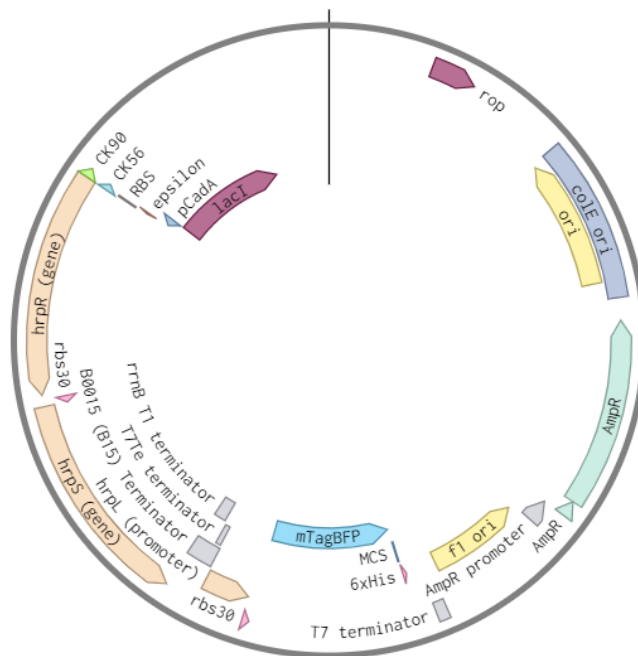 rop
colE ori
ori
AmpR
AmpR
AmpR promoter
f1 ori
T7 terminator
6xHis
MCS
mTagBFP
rbs30
hrpL (promoter)
B0015 (B15) Terminator
T7Te terminator
rrnB T1 terminator
hrpS (gene)
rbs30
hrpR (gene)
CK90
CK56
RBS
epsilon
pCadA
lacI